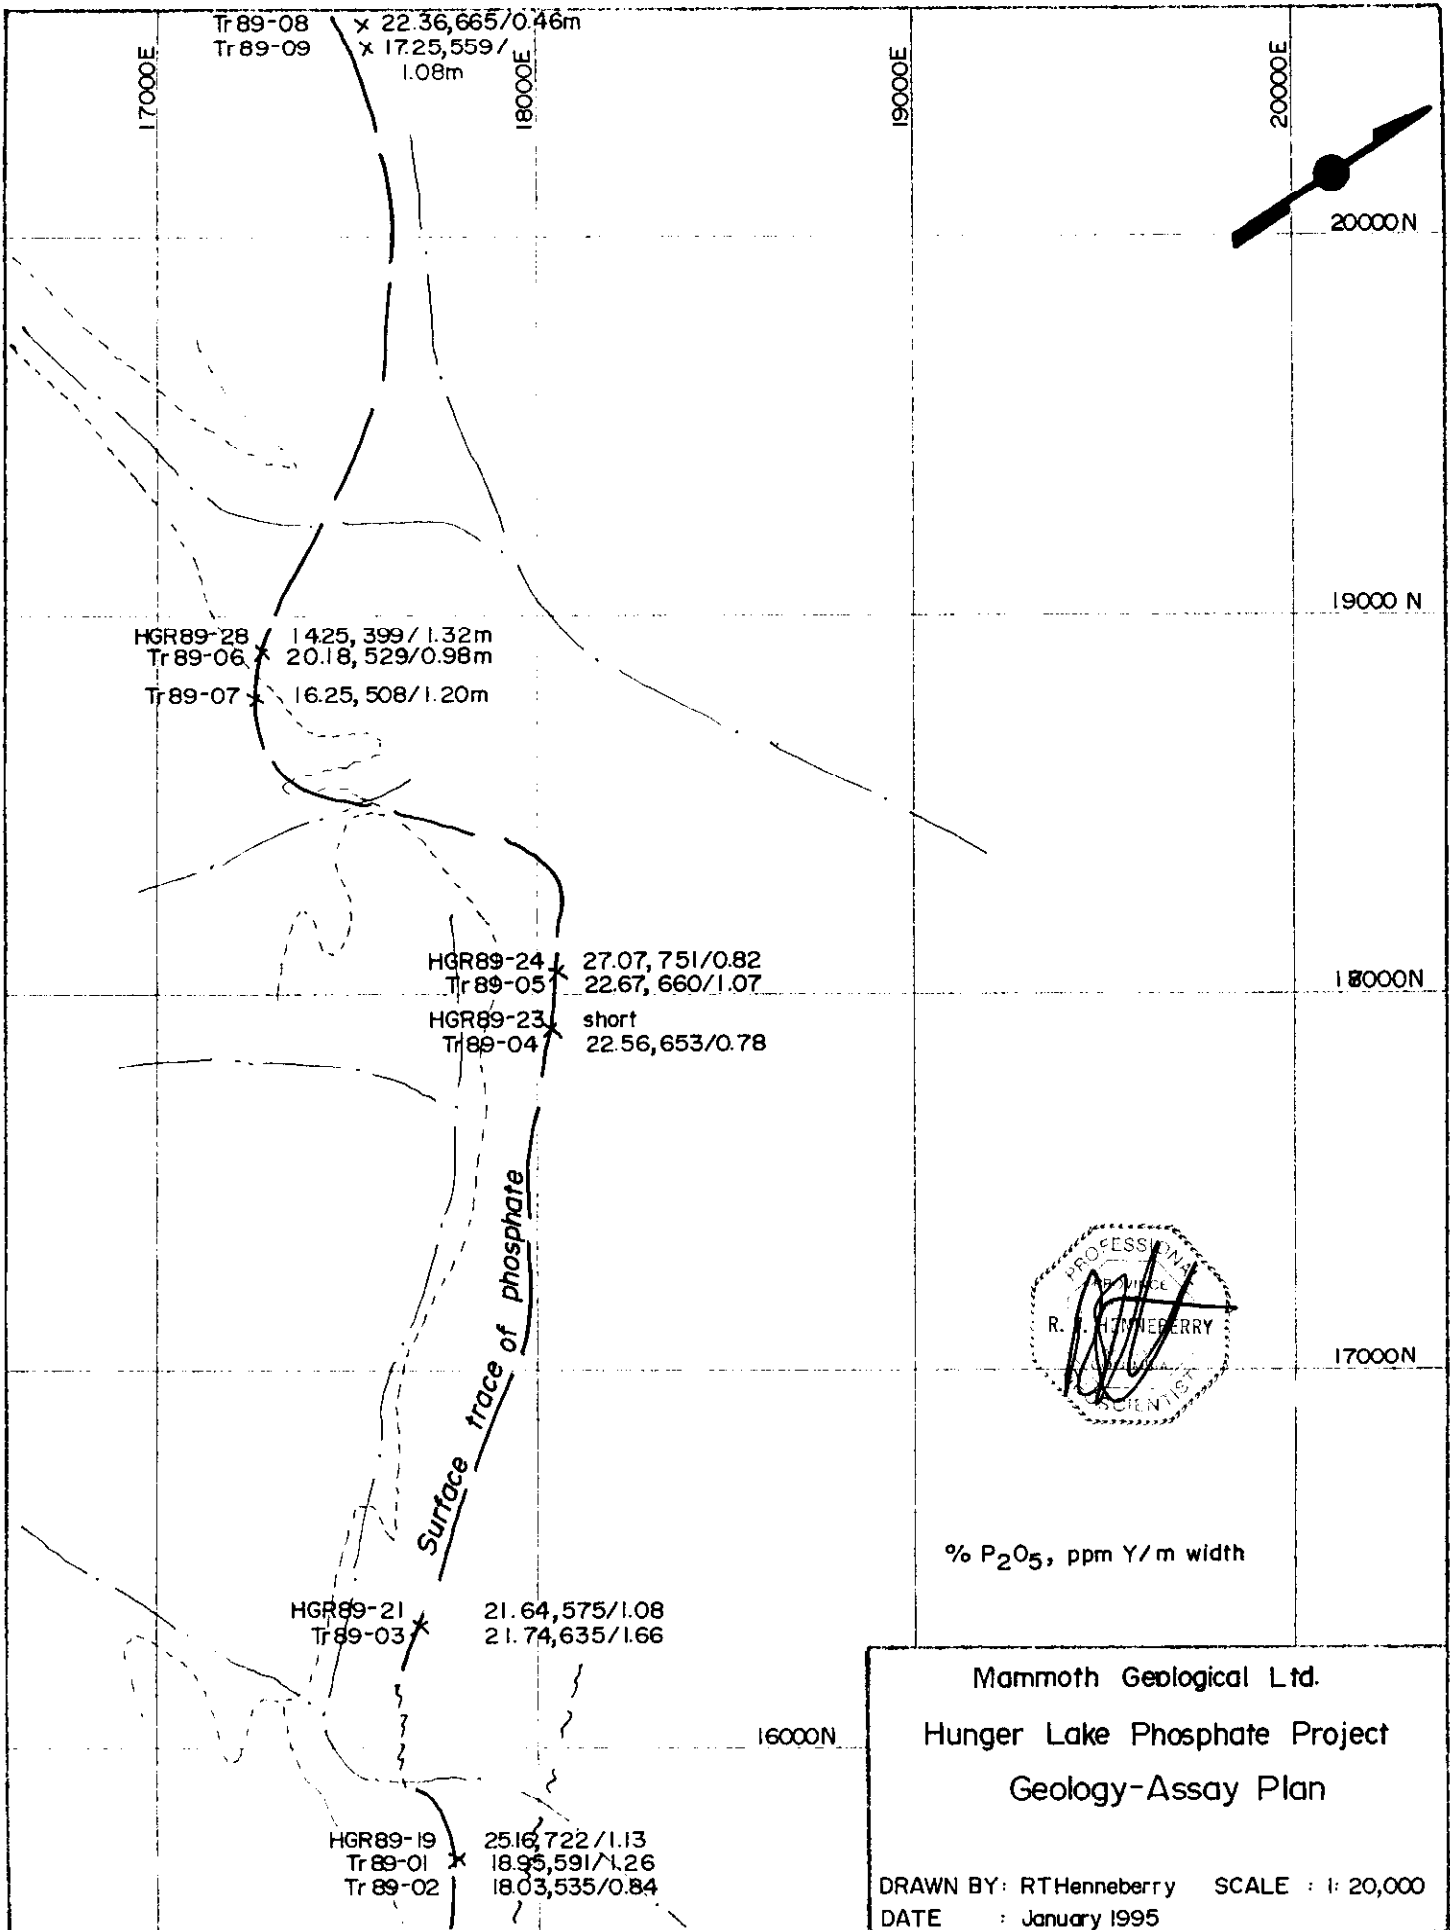 Tr 89-08 x 22.36,665/0.46m
Tr 89-09 x 17.25,559/
1.08m
17000E
18000E
19000E
20000E
20000N
19000 N
HGR89-28 14.25, 399/1.32m
Tr 89-06 20.18, 529/0.98m
Tr 89-07 16.25, 508/1.20m
HGR89-24 27.07, 751/0.82
Tr 89-05 22.67, 660/1.07
18000N
HGR89-23 short
Tr 89-04 22.56,653/0.78
Surface trace of phosphate
PROFESSIONAL
PROVINCE
R. HENNEBERRY
GEOSCIENTIST
17000N
% P₂O₅, ppm Y/m width
HGR89-21 21.64,575/1.08
Tr 89-03 21.74,635/1.66
16000N
Mammoth Geological Ltd.
Hunger Lake Phosphate Project
Geology-Assay Plan
HGR89-19 25.16,722/1.13
Tr 89-01 18.95,591/1.26
Tr 89-02 18.03,535/0.84
DRAWN BY: RTHenneberry SCALE : 1: 20,000
DATE : January 1995